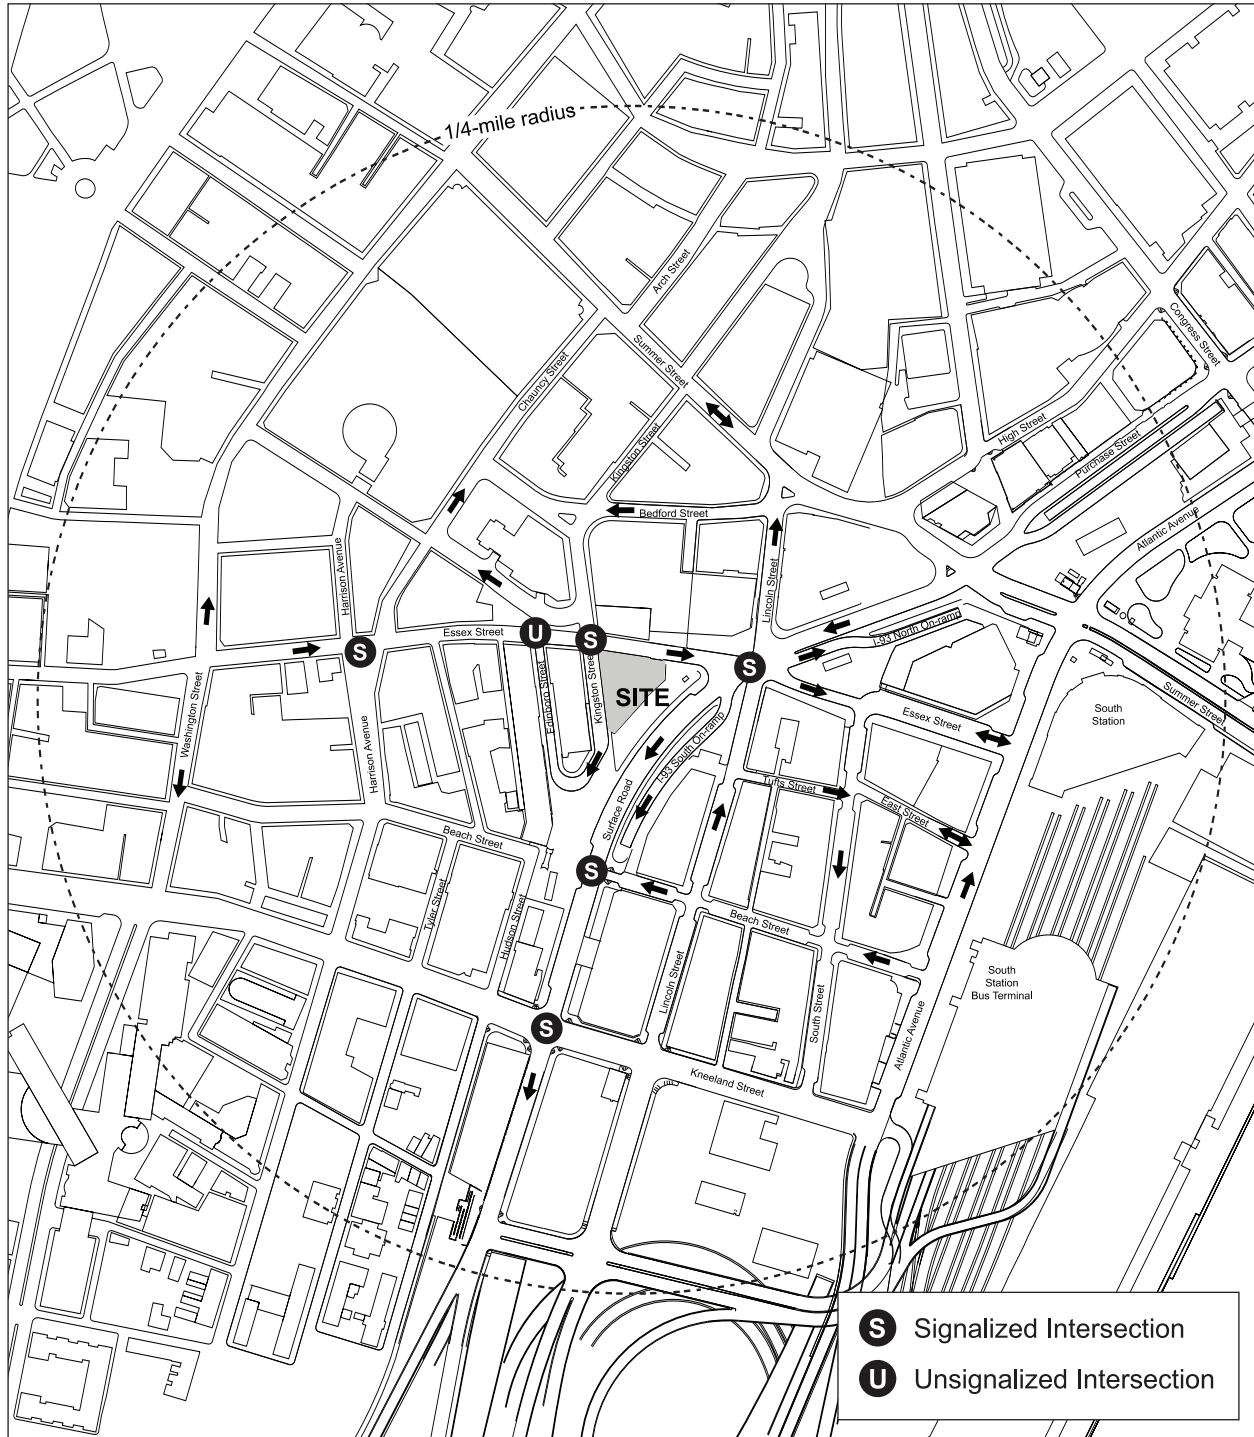 1/4-mile radius
Arch Street
Congress Street
Summer Street
Chauncy Street
High Street
Kingston Street
Purchase Street
Bedford Street
Atlantic Avenue
Harrison Avenue
Lincoln Street
Essex Street
U
S
I-93 North On-ramp
S
S
Edinboro Street
Kingston Street
SITE
Washington Street
Summer Street
Essex Street
South
Station
Harrison Avenue
I-93 South On-ramp
Tufts Street
Surface Road
East Street
Beach Street
S
Tyler Street
Hudson Street
Beach Street
Lincoln Street
South Street
South
Station
Bus Terminal
Atlantic Avenue
S
Kneeland Street
S Signalized Intersection
U Unsignalized Intersection